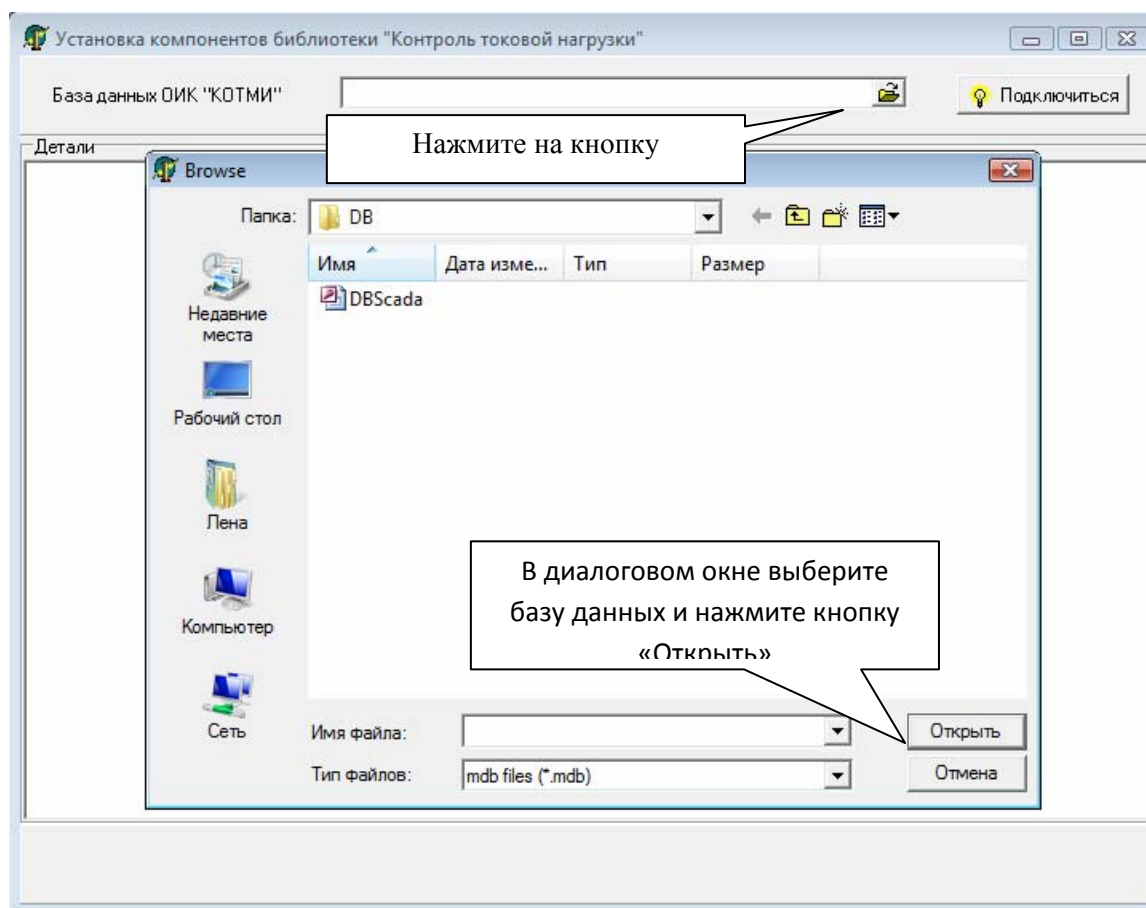 Установка компонентов библиотеки "Контроль токовой нагрузки"
База данных ОИК "КОТМИ"
Подключиться
Нажмите на кнопку
Детали
Browse
Папка:
DB
Имя
Дата изме...
Тип
Размер
DBScada
Недавние
места
Рабочий стол
Лена
Компьютер
Сеть
В диалоговом окне выберите
базу данных и нажмите кнопку
«Открыть»
Имя файла:
Открыть
Тип файлов:
mdb files (*.mdb)
Отмена